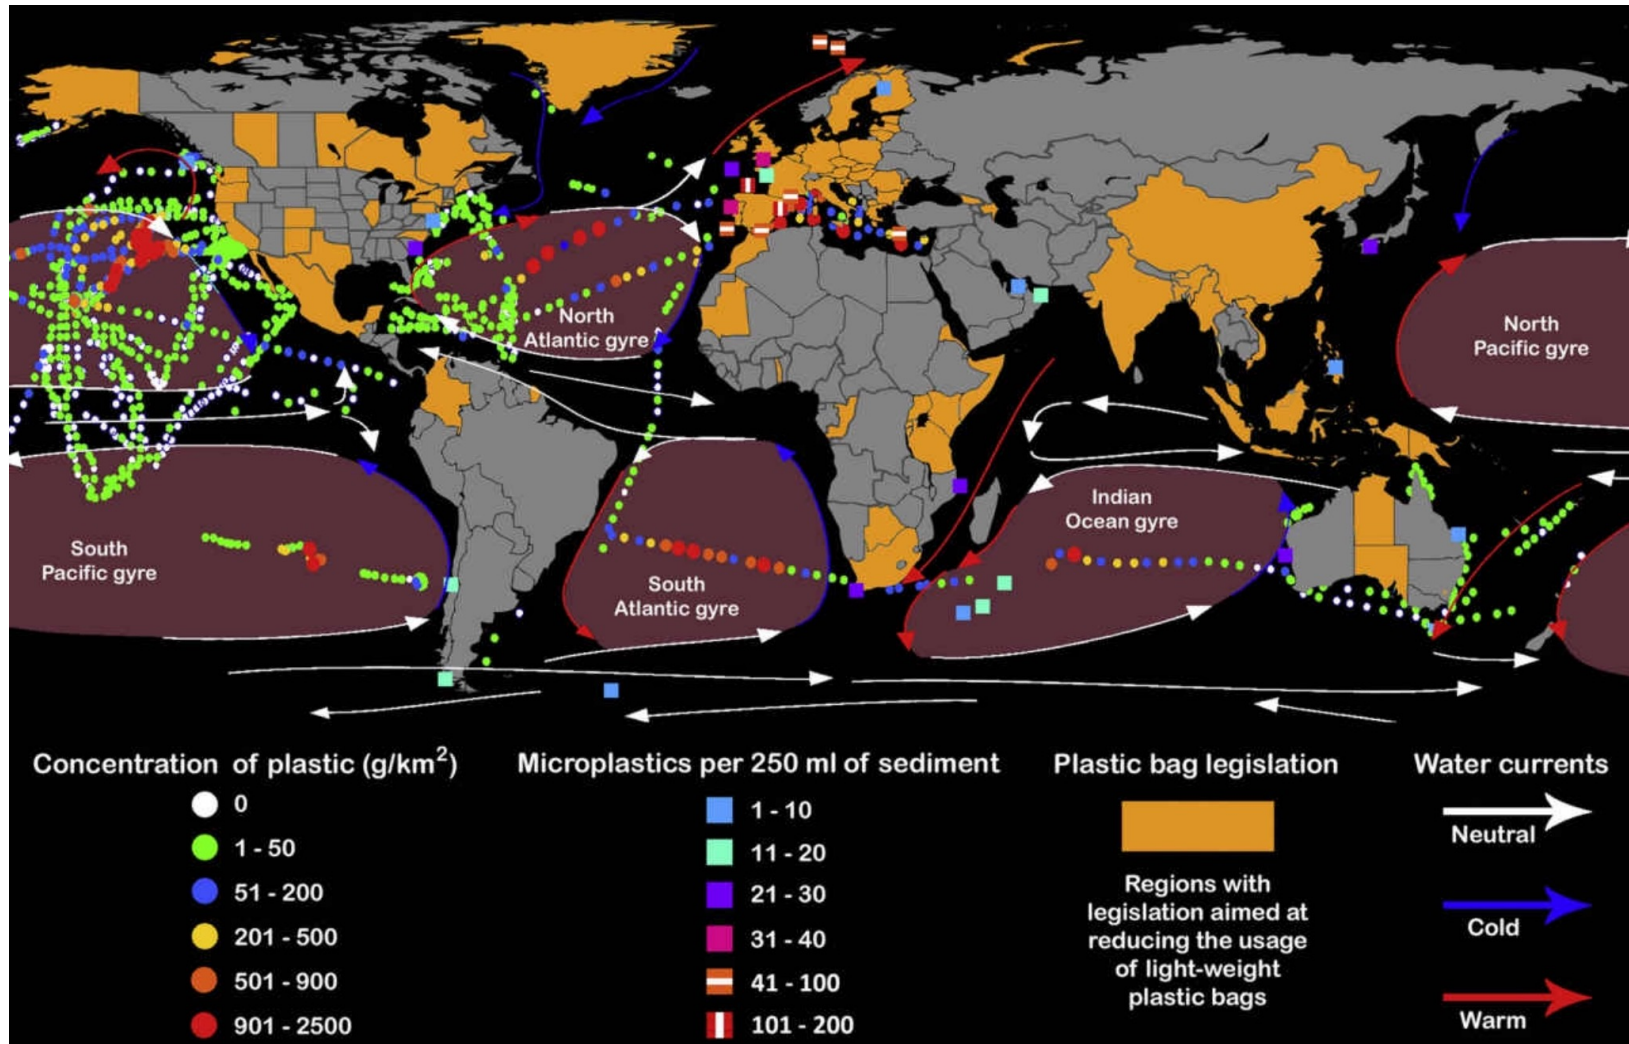 North
Atlantic gyre
North
Pacific gyre
Indian
Ocean gyre
South
Pacific gyre
South
Atlantic gyre
Concentration of plastic (g/km²)
0
1 - 50
51 - 200
201 - 500
501 - 900
901 - 2500
Microplastics per 250 ml of sediment
1 - 10
11 - 20
21 - 30
31 - 40
41 - 100
101 - 200
Plastic bag legislation
Regions with
legislation aimed at
reducing the usage
of light-weight
plastic bags
Water currents
Neutral
Cold
Warm